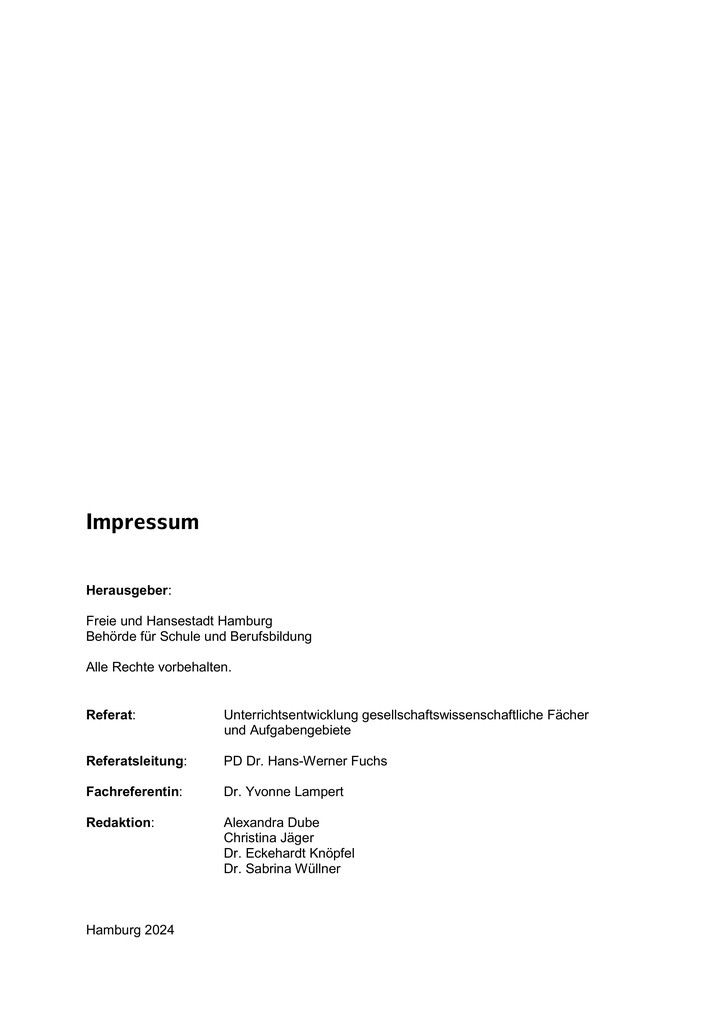 Impressum
Herausgeber:
Freie und Hansestadt Hamburg
Behörde für Schule und Berufsbildung
Alle Rechte vorbehalten.
Referat: Unterrichtsentwicklung gesellschaftswissenschaftliche Fächer
und Aufgabengebiete
Referatsleitung: PD Dr. Hans-Werner Fuchs
Fachreferentin: Dr. Yvonne Lampert
Redaktion: Alexandra Dube
Christina Jäger
Dr. Eckehardt Knöpfel
Dr. Sabrina Wüllner
Hamburg 2024